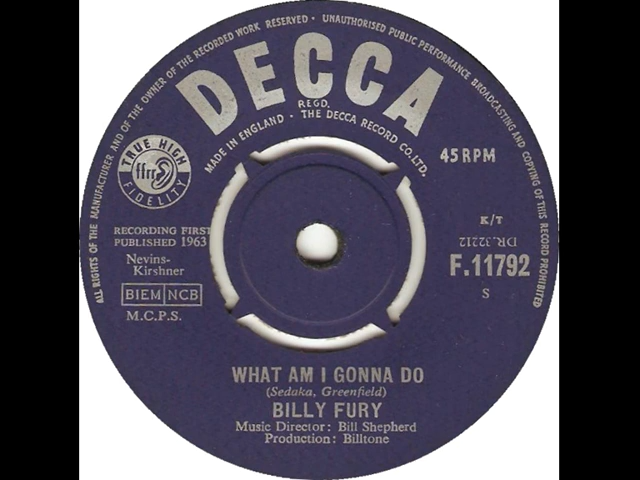 ALL RIGHTS OF THE MANUFACTURER AND OF THE OWNER OF THE RECORDED WORK RESERVED • UNAUTHORISED PUBLIC PERFORMANCE BROADCASTING AND COPYING OF THIS RECORD PROHIBITED
DECCA
REGD.
MADE IN ENGLAND • THE DECCA RECORD CO. LTD.
TRUE HIGH
ffrr
FIDELITY
45 RPM
K/T
DR.32212
F.11792
S
RECORDING FIRST
PUBLISHED 1963
Nevins-
Kirshner
BIEM NCB
M.C.P.S.
WHAT AM I GONNA DO
(Sedaka, Greenfield)
BILLY FURY
Music Director: Bill Shepherd
Production: Billtone